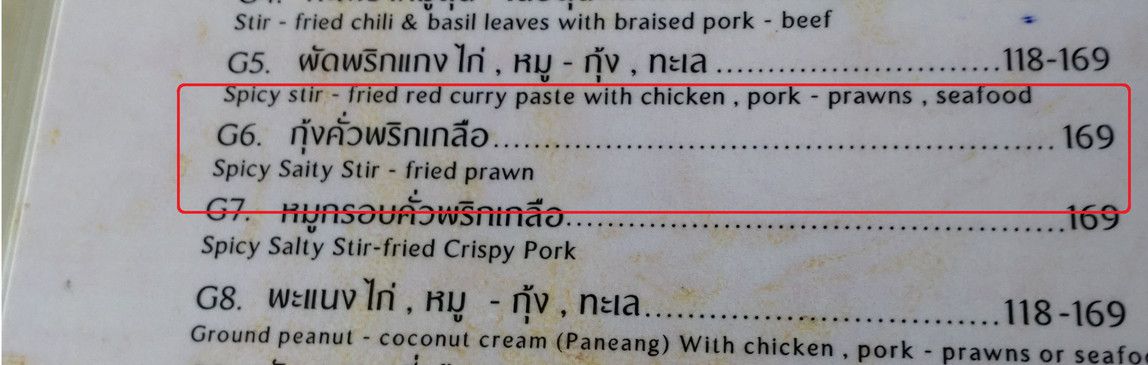 Stir - fried chili & basil leaves with braised pork - beef
G5. ผัดพริกแกง ไก่ , หมู - กุ้ง , ทะเล ..............................118-169
Spicy stir - fried red curry paste with chicken , pork - prawns , seafood
G6. กุ้งคั่วพริกเกลือ............................................................ 169
Spicy Saity Stir - fried prawn
G7. หมูกรอบคั่วพริกเกลือ....................................................169
Spicy Salty Stir-fried Crispy Pork
G8. พะแนง ไก่ , หมู - กุ้ง , ทะเล....................................118-169
Ground peanut - coconut cream (Paneang) With chicken , pork - prawns or seafo